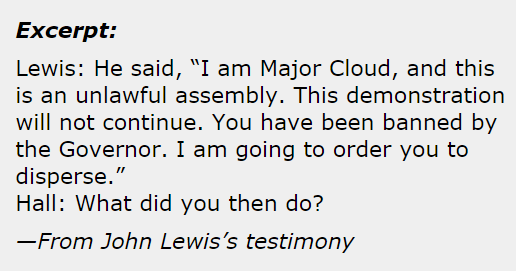 Excerpt:
Lewis: He said, “I am Major Cloud, and this
is an unlawful assembly. This demonstration
will not continue. You have been banned by
the Governor. I am going to order you to
disperse.”
Hall: What did you then do?
—From John Lewis’s testimony